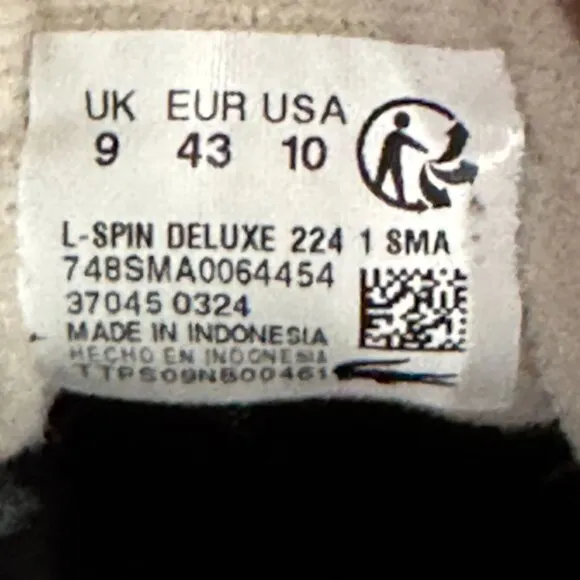 UK EUR USA
9 43 10
L-SPIN DELUXE 224 1 SMA
748SMA0064454
37045 0324
MADE IN INDONESIA
HECHO EN INDONESIA